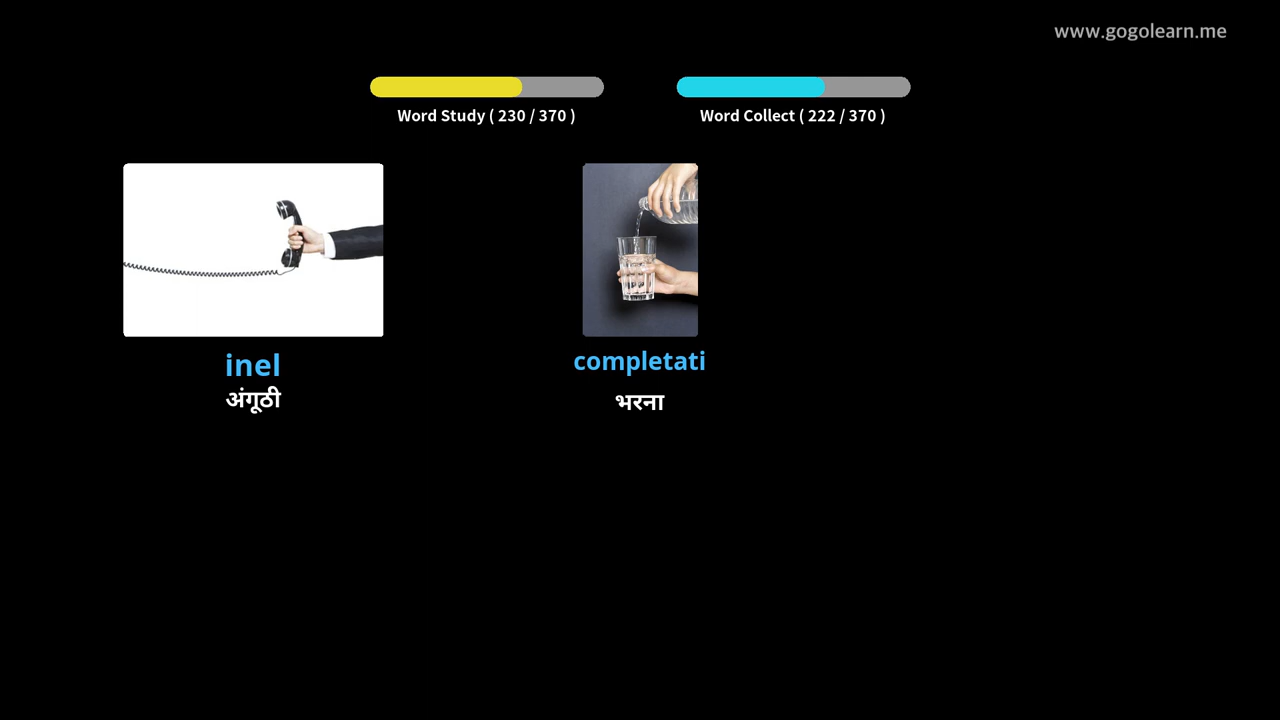 www.gogolearn.me
Word Study ( 230 / 370 )
Word Collect ( 222 / 370 )
inel
अंगूठी
completati
भरना